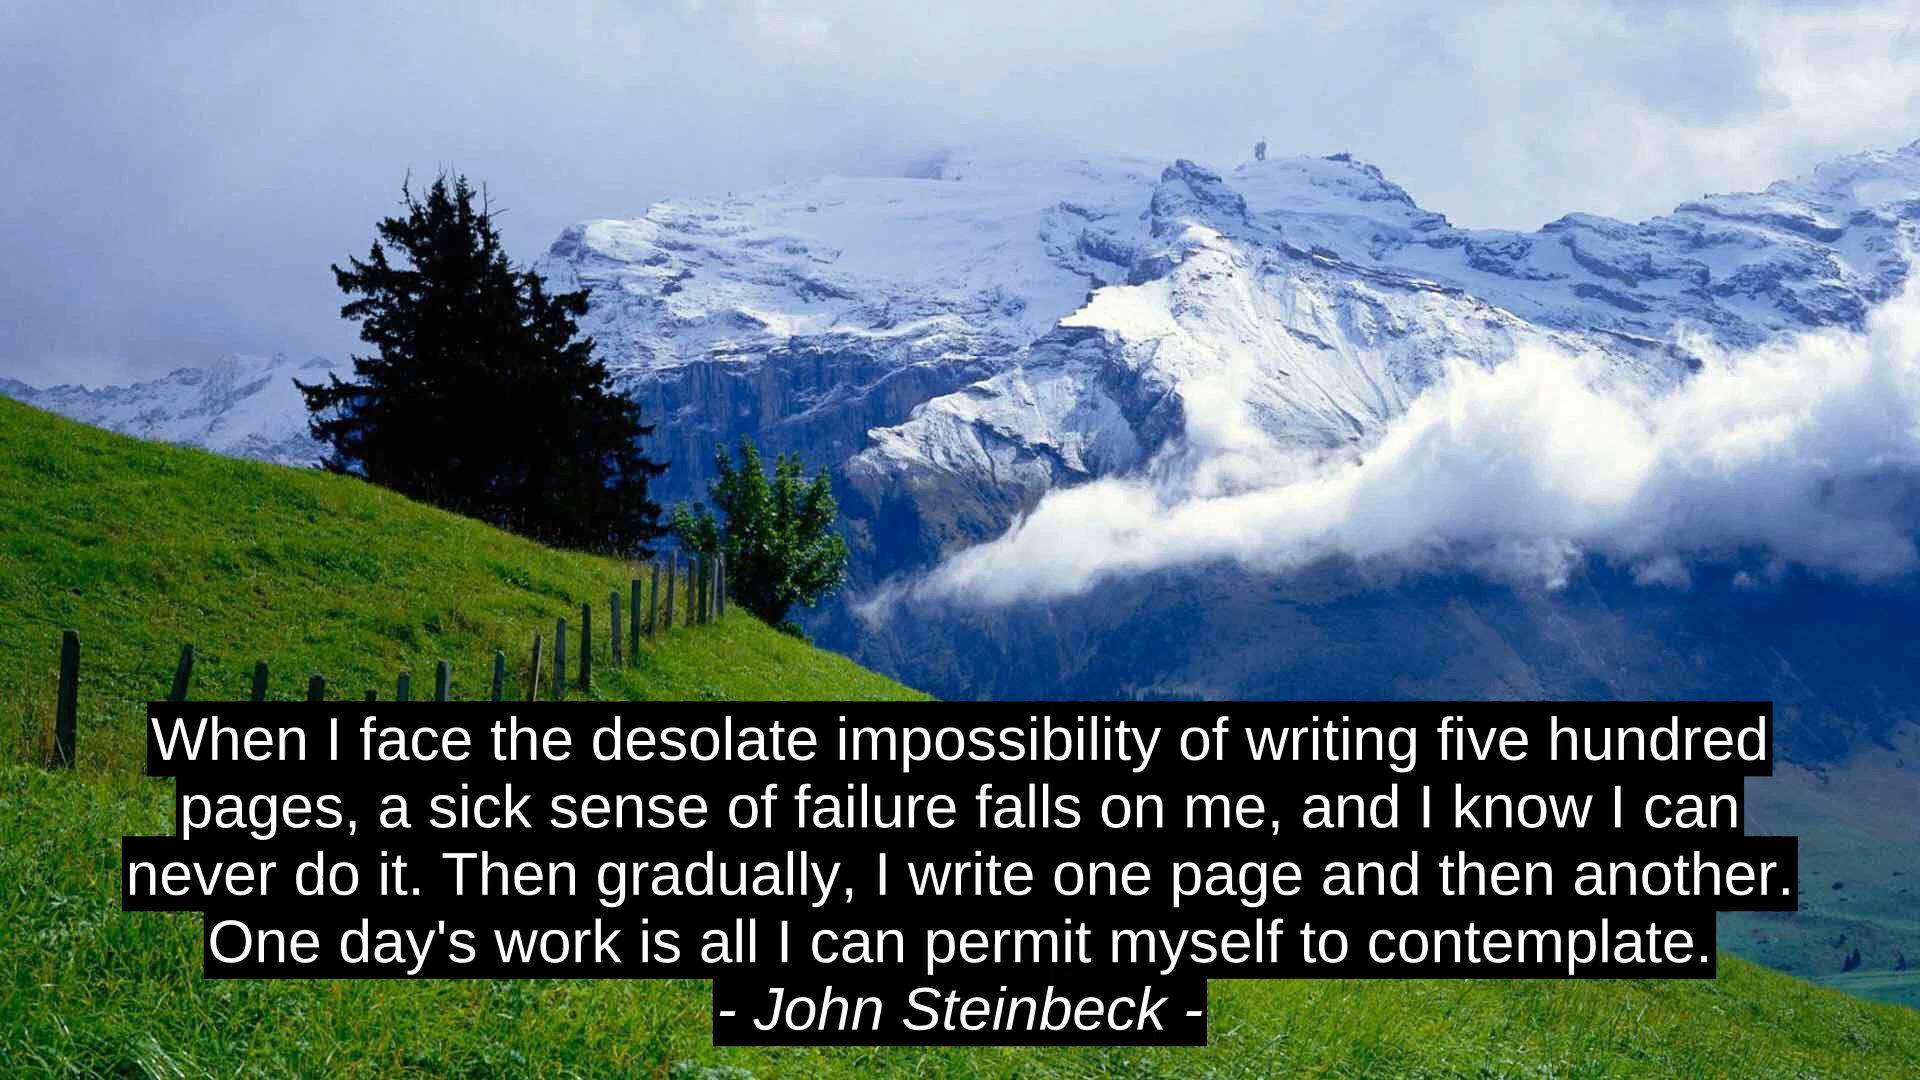 When I face the desolate impossibility of writing five hundred
pages, a sick sense of failure falls on me, and I know I can
never do it. Then gradually, I write one page and then another.
One day's work is all I can permit myself to contemplate.
- John Steinbeck -